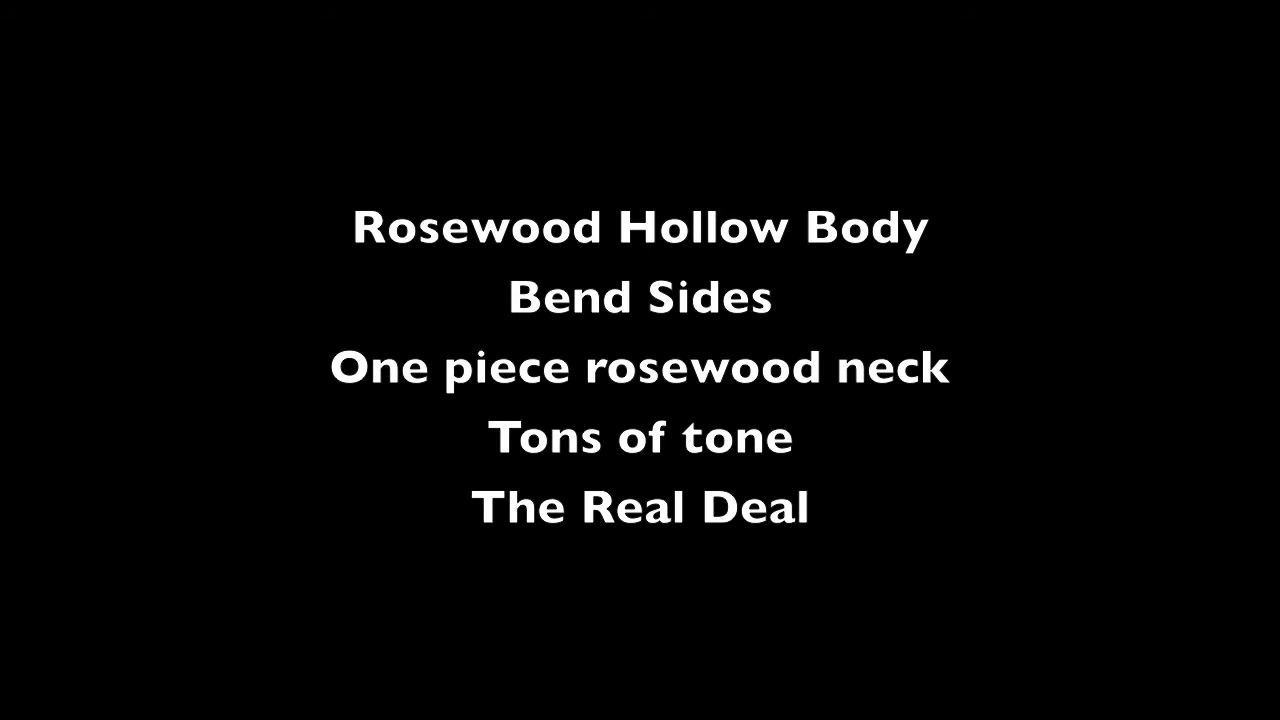 Rosewood Hollow Body
Bend Sides
One piece rosewood neck
Tons of tone
The Real Deal